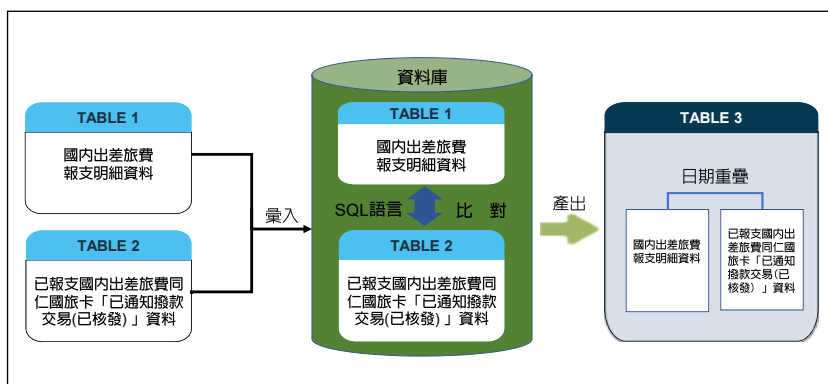 TABLE 1
國内出差旅費
報支明細資料
TABLE 2
已報支國内出差旅費同
仁國旅卡「已通知撥款
交易(已核發) 」資料
彙入
資料庫
TABLE 1
國内出差旅費
報支明細資料
SQL語言 比 對
TABLE 2
已報支國内出差旅費同
仁國旅卡「已通知撥款
交易(已核發) 」資料
產出
TABLE 3
日期重疊
國内出差旅費
報支明細資料
已報支國内出
差旅費同仁國
旅卡「已通知
撥款交易(已
核發) 」資料